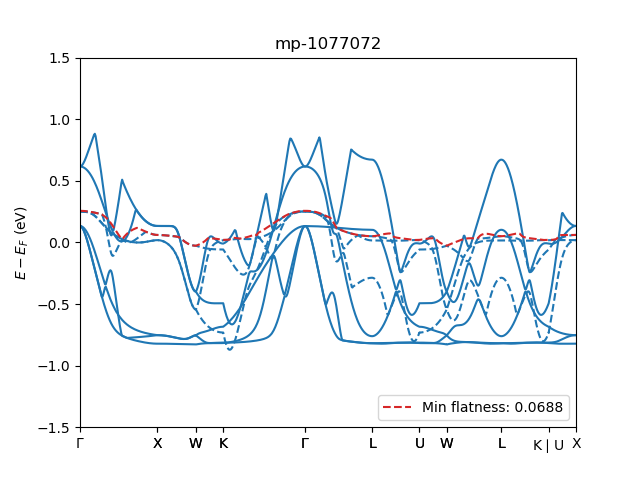 mp-1077072
E − E_F (eV)
1.5
1.0
0.5
0.0
−0.5
−1.0
−1.5
Min flatness: 0.0688
Γ X W K Γ L U W L K | U X